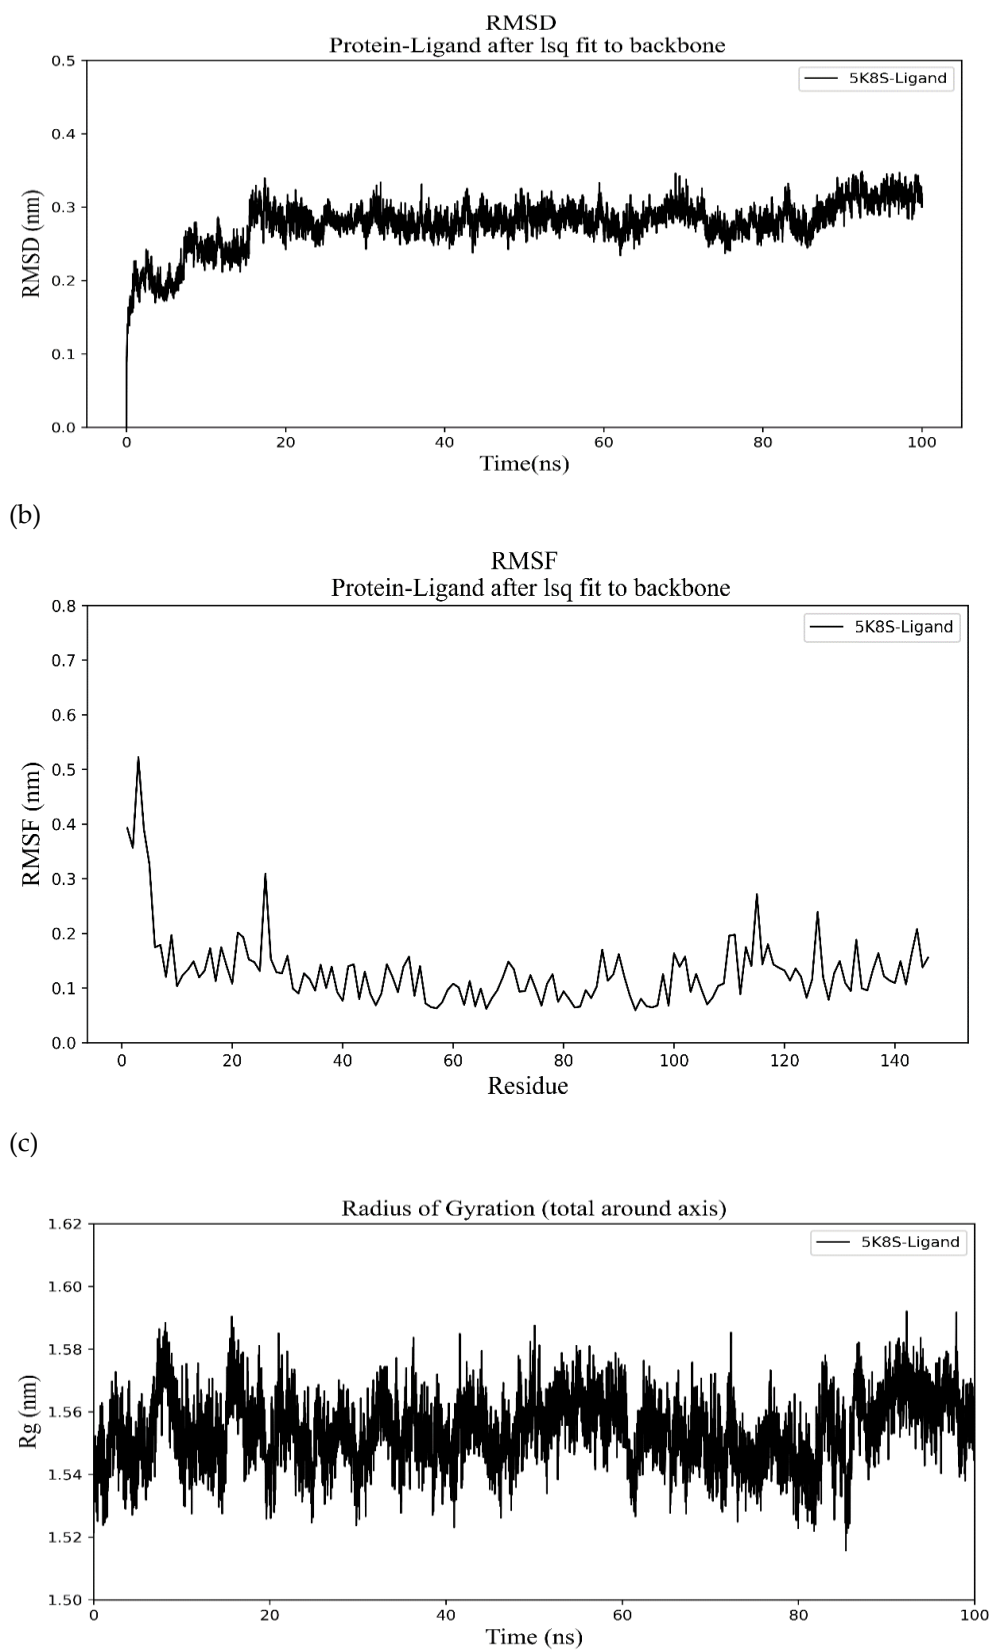 RMSD
Protein-Ligand after lsq fit to backbone
0.5
5K8S-Ligand
0.4
0.3
RMSD (nm)
0.2
0.1
0.0
0 20 40 60 80 100
Time(ns)
(b)
RMSF
Protein-Ligand after lsq fit to backbone
0.8
5K8S-Ligand
0.7
0.6
0.5
RMSF (nm)
0.4
0.3
0.2
0.1
0.0
0 20 40 60 80 100 120 140
Residue
(c)
Radius of Gyration (total around axis)
1.62
5K8S-Ligand
1.60
1.58
1.56
Rg (nm)
1.54
1.52
1.50
0 20 40 60 80 100
Time (ns)